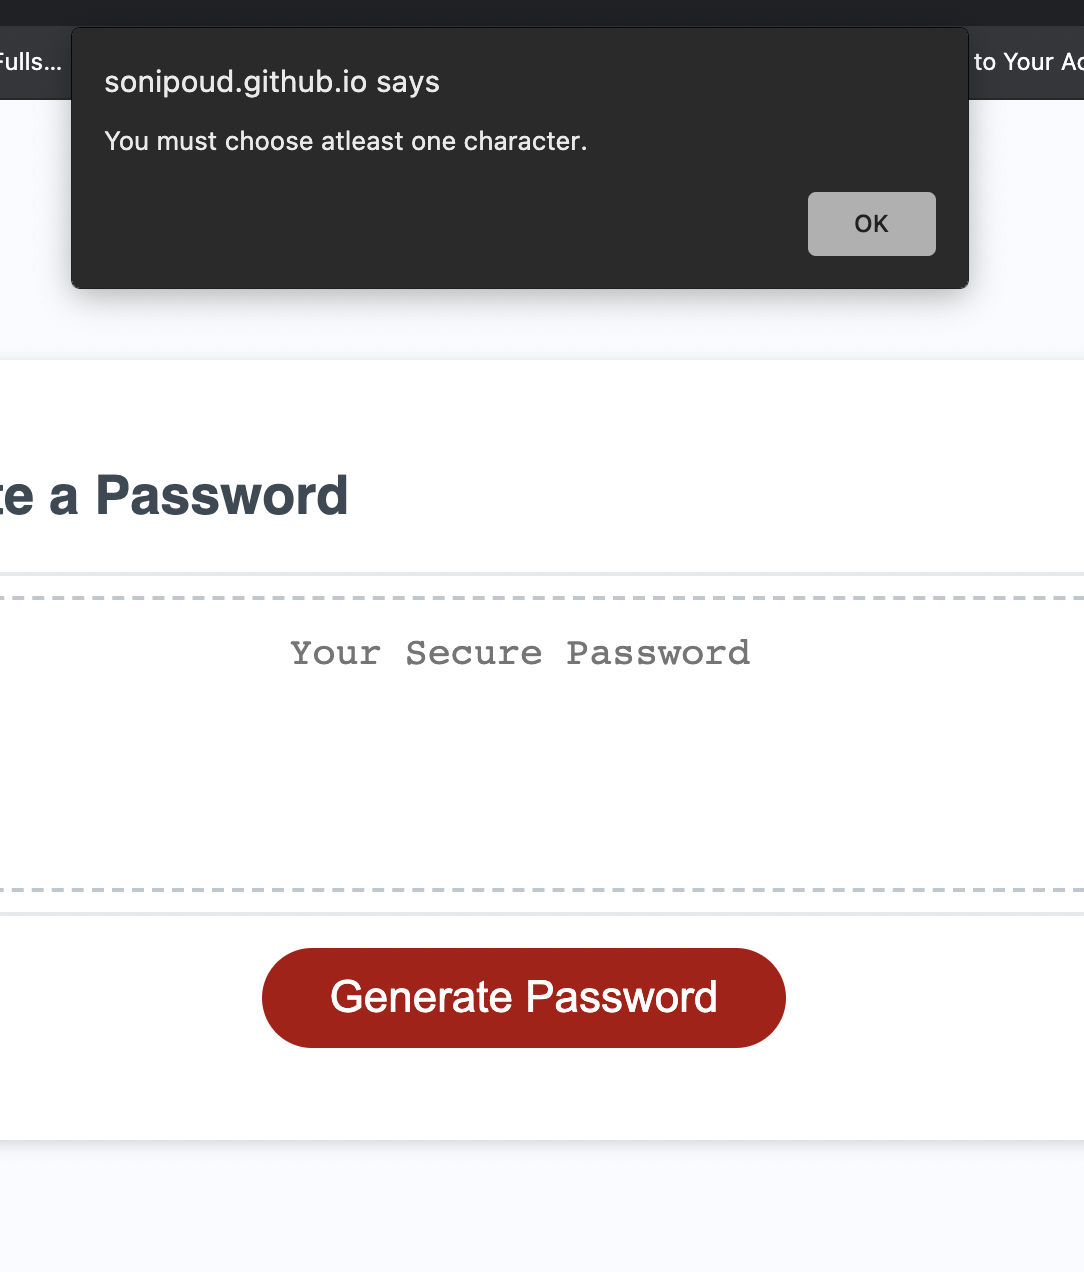 Fulls...
to Your Ac
sonipoud.github.io says
You must choose atleast one character.
OK
te a Password
Your Secure Password
Generate Password